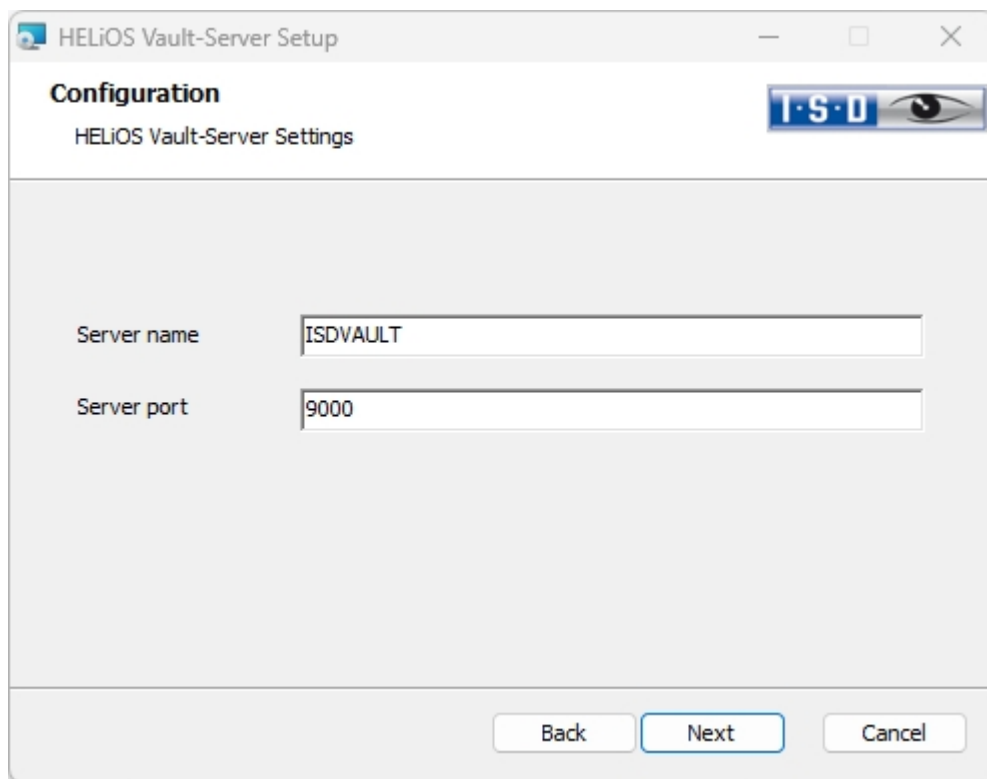 HELiOS Vault-Server Setup
Configuration
I·S·D
HELiOS Vault-Server Settings
Server name ISDVAULT
Server port 9000
Back Next Cancel